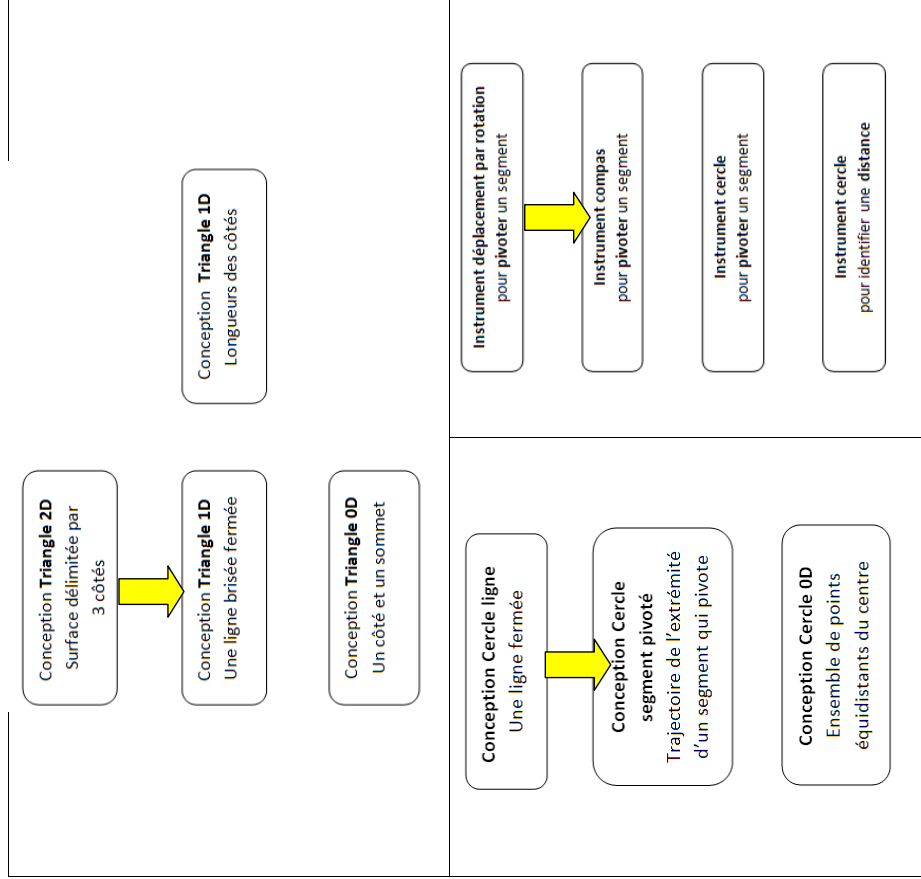 Conception Triangle 2D
Surface délimitée par
3 côtés
Conception Triangle 1D
Une ligne brisée fermée
Conception Triangle 1D
Longueurs des côtés
Conception Triangle 0D
Un côté et un sommet
Conception Cercle ligne
Une ligne fermée
Conception Cercle
segment pivoté
Trajectoire de l'extrémité
d'un segment qui pivote
Conception Cercle 0D
Ensemble de points
équidistants du centre
Instrument déplacement par rotation
pour pivoter un segment
Instrument compas
pour pivoter un segment
Instrument cercle
pour pivoter un segment
Instrument cercle
pour identifier une distance